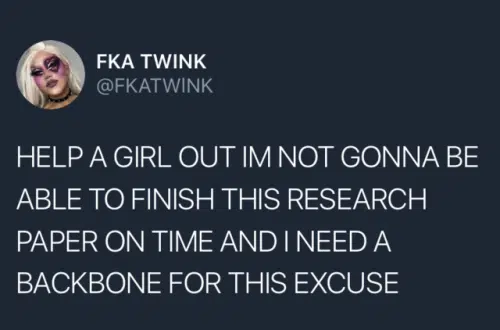 FKA TWINK
@FKATWINK
HELP A GIRL OUT IM NOT GONNA BE
ABLE TO FINISH THIS RESEARCH
PAPER ON TIME AND I NEED A
BACKBONE FOR THIS EXCUSE